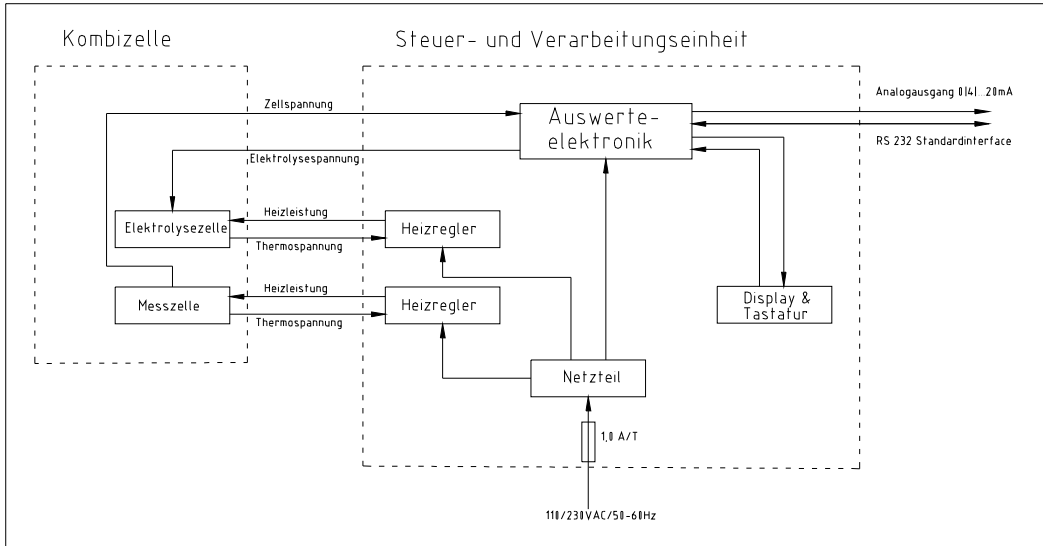 Kombizelle
Steuer- und Verarbeitungseinheit
Zellspannung
Analogausgang 0|4|...20mA
Auswerte-
elektronik
RS 232 Standardinterface
Elektrolysespannung
Elektrolysezelle
Heizleistung
Thermospannung
Heizregler
Messzelle
Heizleistung
Thermospannung
Heizregler
Display &
Tastatur
Netzteil
1,0 A/T
110/230VAC/50-60Hz